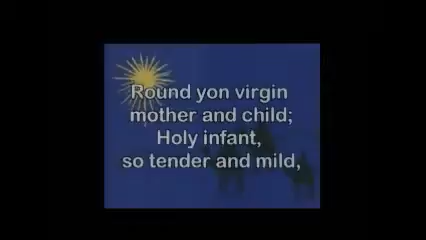 Round yon virgin
mother and child;
Holy infant,
so tender and mild,